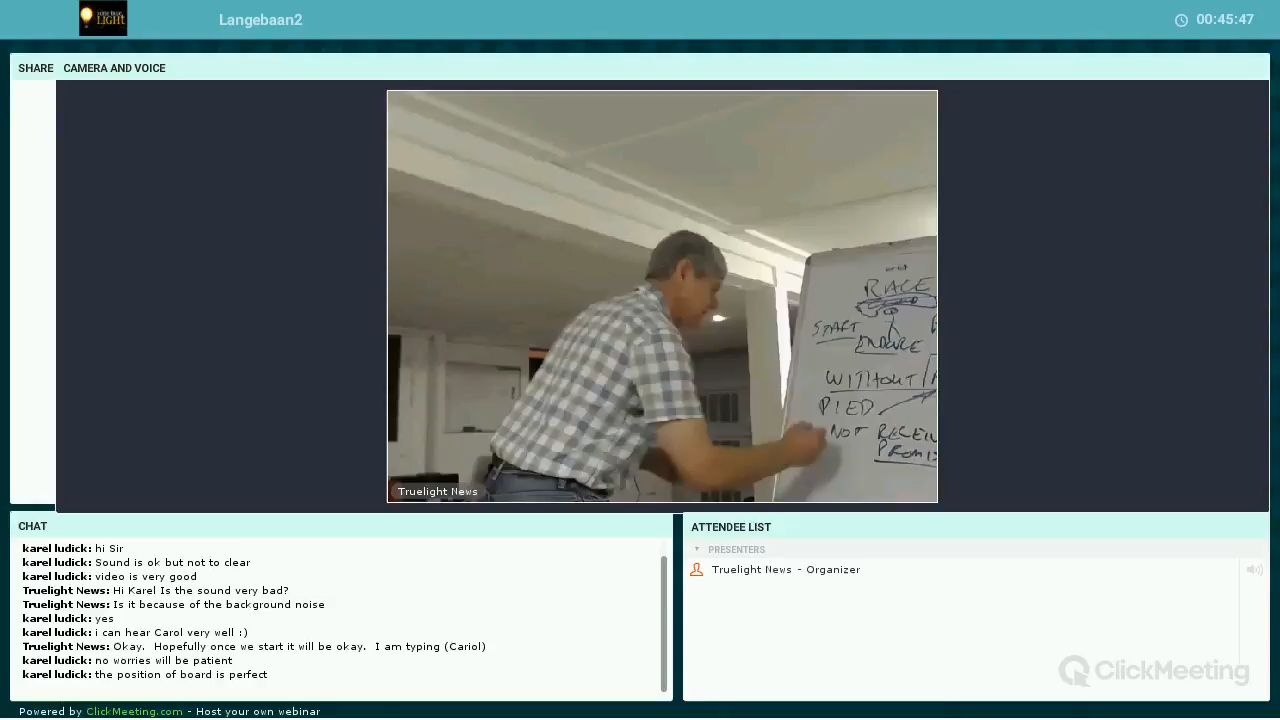 LIGHT
Langebaan2
00:45:47
SHARE CAMERA AND VOICE
RACE
START
ENDURE
WITHOUT
PIED
NOT RECEIV
PROMIS
Truelight News
CHAT
karel ludick: hi Sir
karel ludick: Sound is ok but not to clear
karel ludick: video is very good
Truelight News: Hi Karel Is the sound very bad?
Truelight News: Is it because of the background noise
karel ludick: yes
karel ludick: i can hear Carol very well :)
Truelight News: Okay. Hopefully once we start it will be okay. I am typing (Cariol)
karel ludick: no worries will be patient
karel ludick: the position of board is perfect
ATTENDEE LIST
PRESENTERS
Truelight News - Organizer
ClickMeeting
Powered by ClickMeeting.com - Host your own webinar